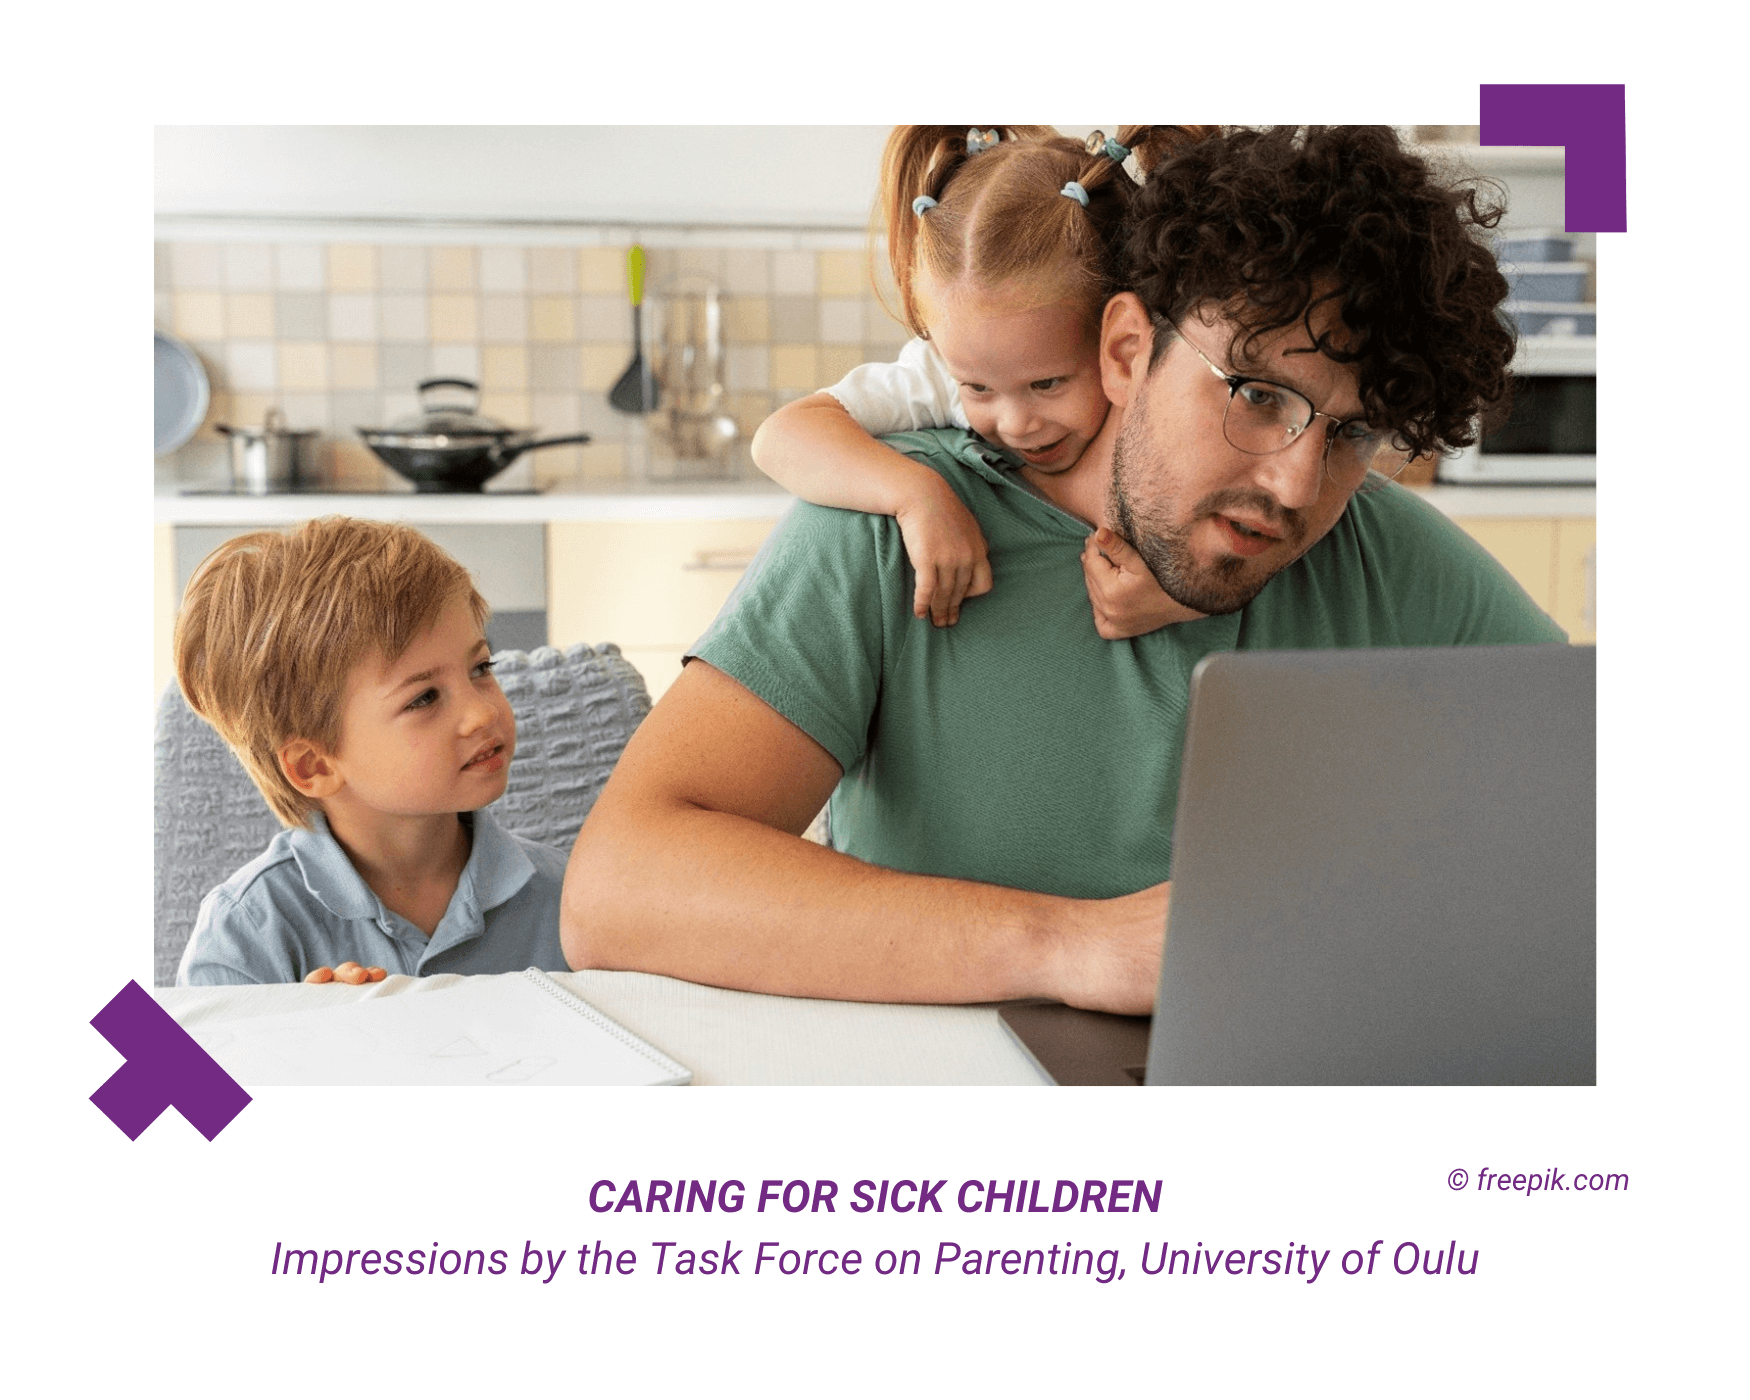 CARING FOR SICK CHILDREN
© freepik.com
Impressions by the Task Force on Parenting, University of Oulu